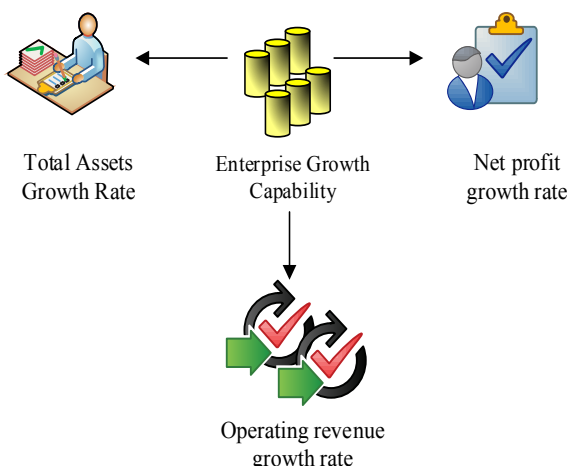 Total Assets
Growth Rate
Enterprise Growth
Capability
Net profit
growth rate
Operating revenue
growth rate